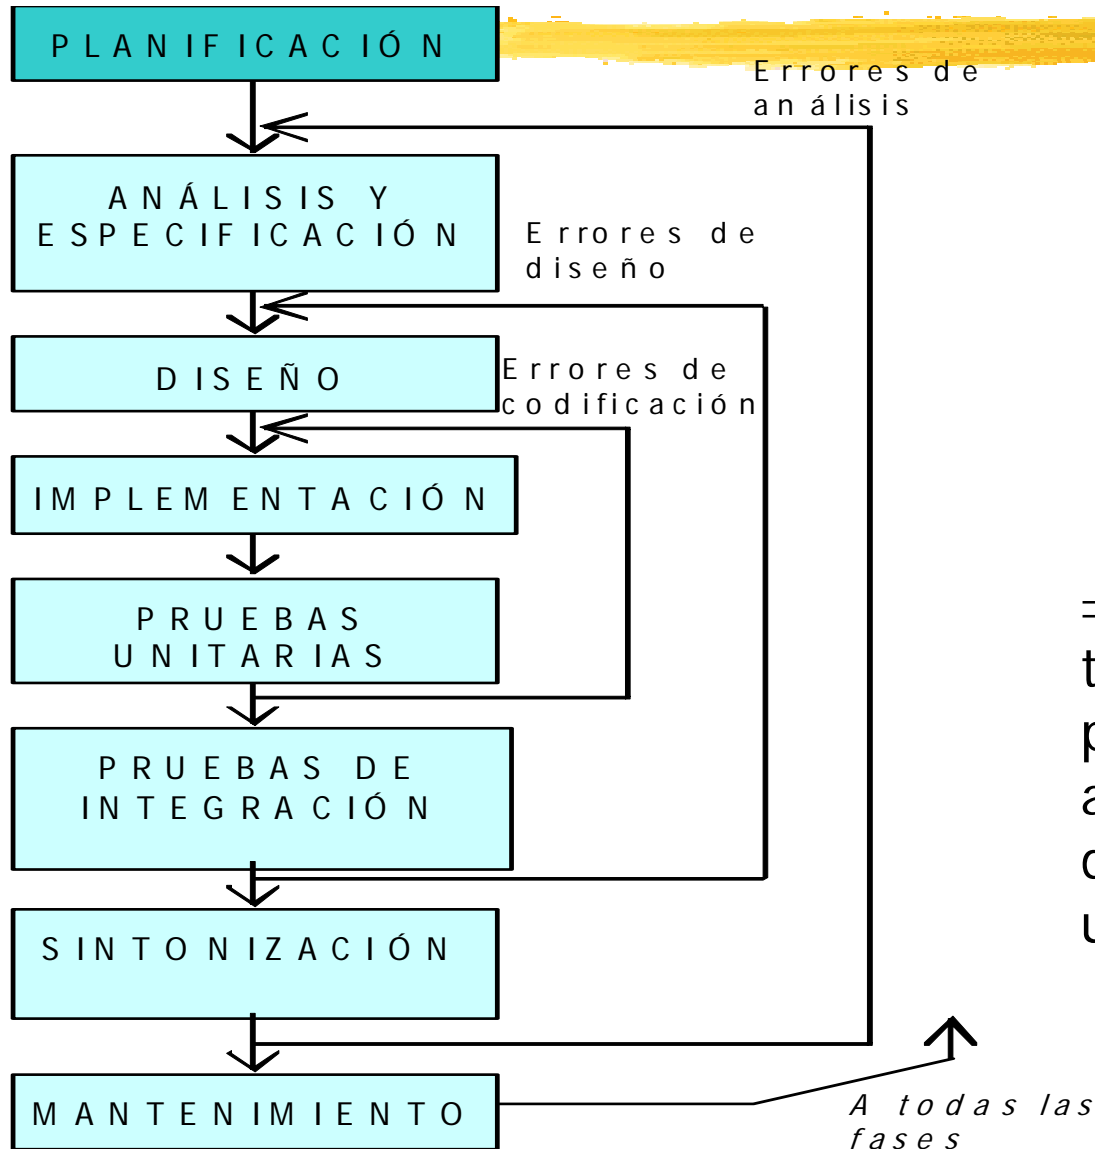 PLANIFICACIÓN
Errores de
análisis
ANÁLISIS Y
ESPECIFICACIÓN
Errores de
diseño
DISEÑO
Errores de
codificación
IMPLEMENTACIÓN
PRUEBAS
UNITARIAS
PRUEBAS DE
INTEGRACIÓN
SINTONIZACIÓN
MANTENIMIENTO
A todas las
fases